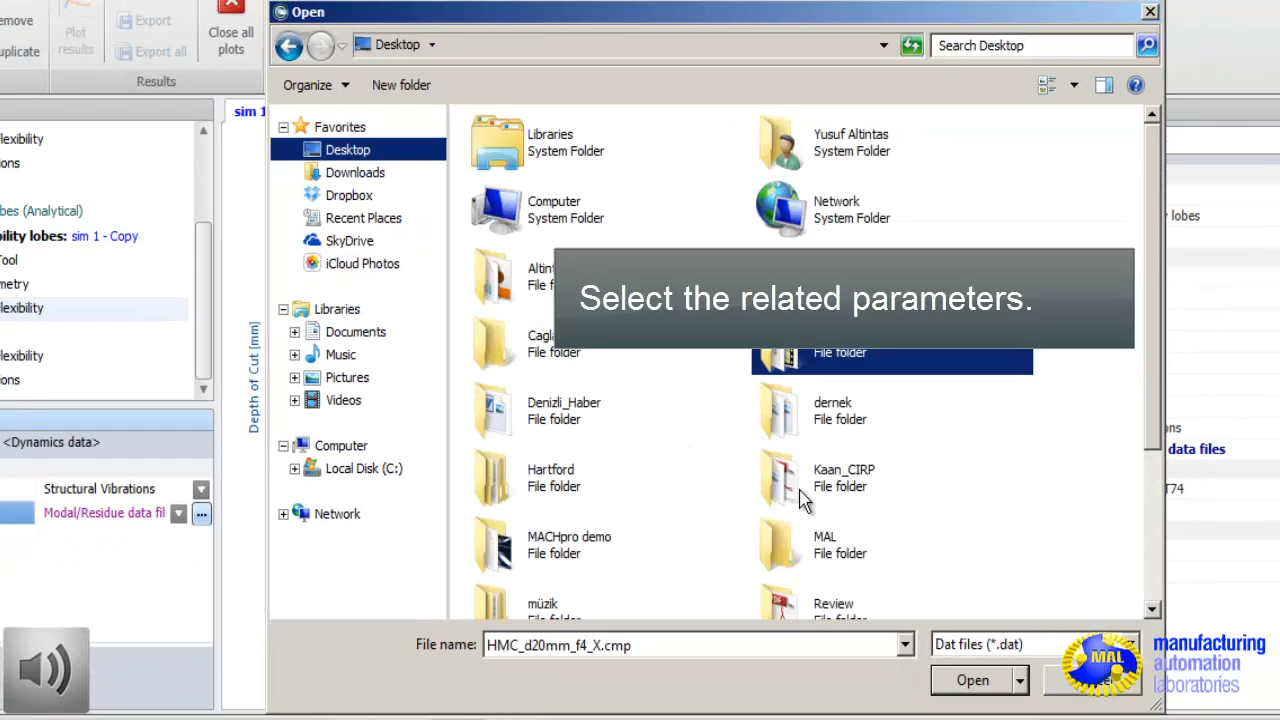 Open
emove
uplicate
Plot
results
Export
Export all
Close all
plots
Results
Desktop
Search Desktop
Organize
New folder
Favorites
Desktop
Downloads
Dropbox
Recent Places
SkyDrive
iCloud Photos
Libraries
Documents
Music
Pictures
Videos
Computer
Local Disk (C:)
Network
Libraries
System Folder
Yusuf Altintas
System Folder
Computer
System Folder
Network
System Folder
Altin
File f
Select the related parameters.
Cagla
File folder
File folder
Denizli_Haber
File folder
dernek
File folder
Hartford
File folder
Kaan_CIRP
File folder
MACHpro demo
File folder
MAL
File folder
müzik
Review
File name:
HMC_d20mm_f4_X.cmp
Dat files (*.dat)
Open
sim 1
lexibility
ons
bes (Analytical)
bility lobes: sim 1 - Copy
Tool
metry
lexibility
lexibility
ons
Depth of Cut [mm]
<Dynamics data>
Structural Vibrations
Modal/Residue data fil
...
lobes
ons
data files
T74
MAL
manufacturing
automation
laboratories